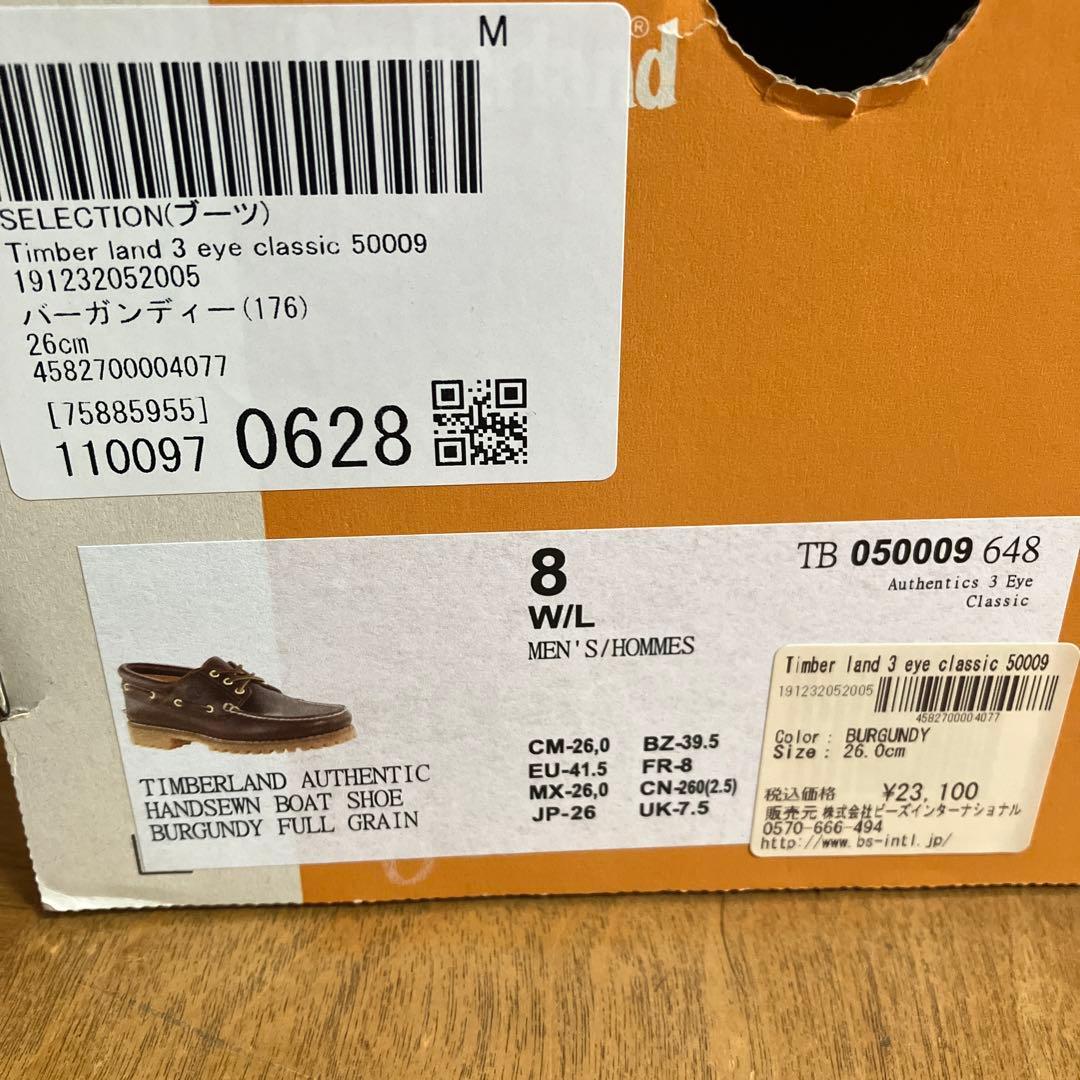 M
SELECTION(ブーツ)
Timber land 3 eye classic 50009
191232052005
バーガンディー(176)
26cm
4582700004077
[75885955]
110097 0628
®
nd
8
W/L
MEN'S/HOMMES
TB 050009 648
Authentics 3 Eye
Classic
TIMBERLAND AUTHENTIC
HANDSEWN BOAT SHOE
BURGUNDY FULL GRAIN
CM-26,0 BZ-39.5
EU-41.5 FR-8
MX-26,0 CN-260(2.5)
JP-26 UK-7.5
Timber land 3 eye classic 50009
191232052005
4582700004077
Color : BURGUNDY
Size : 26.0cm
税込価格 ¥23,100
販売元 株式会社ビーズインターナショナル
0570-666-494
http://www.bs-intl.jp/